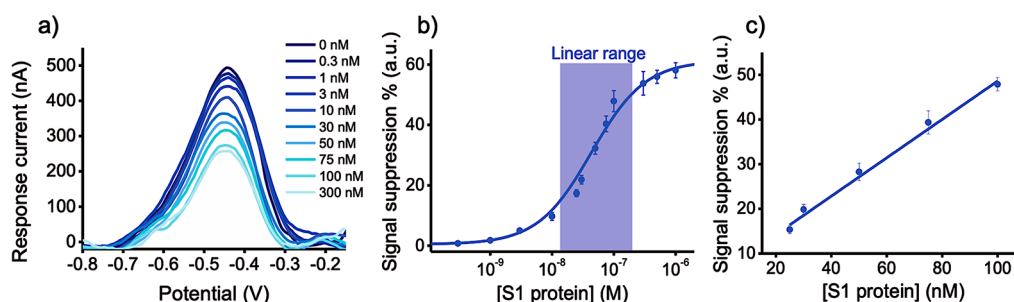 a)
Response current (nA)
500
400
300
200
100
0
-0.8 -0.7 -0.6 -0.5 -0.4 -0.3 -0.2
Potential (V)
0 nM
0.3 nM
1 nM
3 nM
10 nM
30 nM
50 nM
75 nM
100 nM
300 nM
b)
Signal suppression % (a.u.)
Linear range
60
40
20
0
10⁻⁹ 10⁻⁸ 10⁻⁷ 10⁻⁶
[S1 protein] (M)
c)
Signal suppression % (a.u.)
50
40
30
20
10
20 40 60 80 100
[S1 protein] (nM)